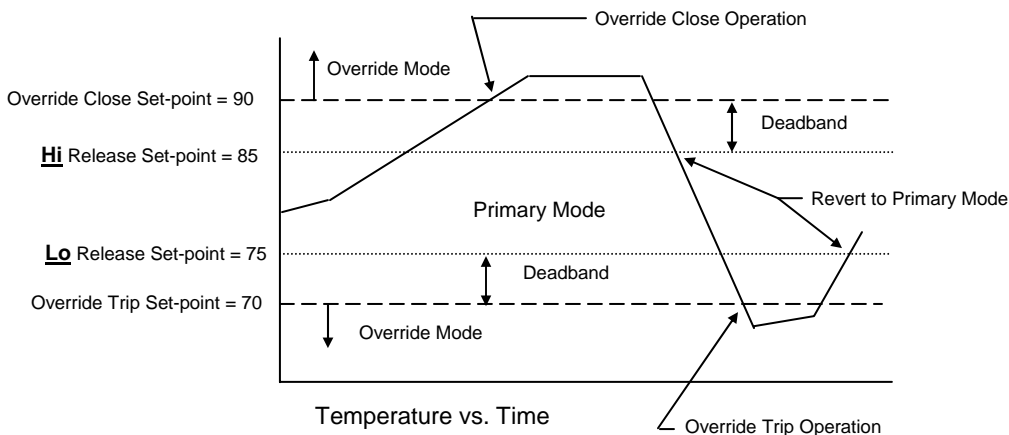 Override Close Operation
Override Mode
Override Close Set-point = 90
Deadband
Hi Release Set-point = 85
Revert to Primary Mode
Primary Mode
Lo Release Set-point = 75
Deadband
Override Trip Set-point = 70
Override Mode
Temperature vs. Time
Override Trip Operation